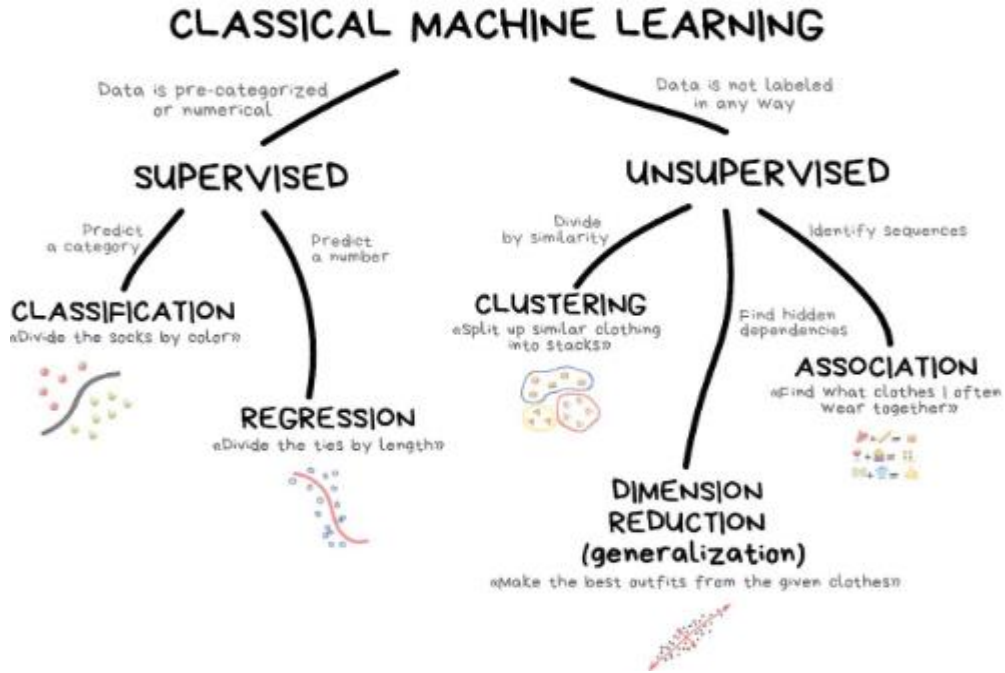 CLASSICAL MACHINE LEARNING
Data is pre-categorized
or numerical
Data is not labeled
in any way
SUPERVISED
UNSUPERVISED
Predict
a category
Predict
a number
Divide
by similarity
Identify sequences
Find hidden
dependencies
CLASSIFICATION
«Divide the socks by color»
REGRESSION
«Divide the ties by length»
CLUSTERING
«Split up similar clothing
into stacks»
ASSOCIATION
«Find what clothes I often
wear together»
DIMENSION
REDUCTION
(generalization)
«Make the best outfits from the given clothes»